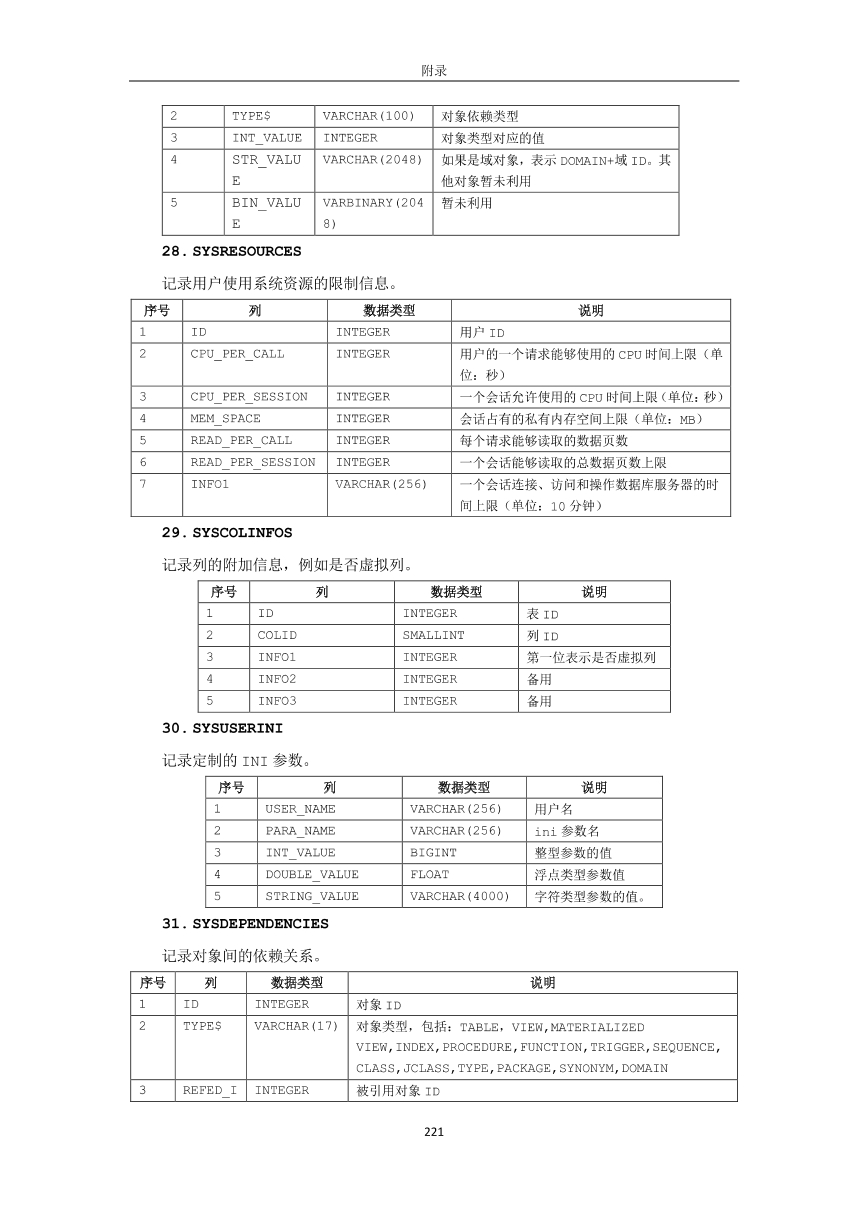 附录
2 TYPE$ VARCHAR(100) 对象依赖类型
3 INT_VALUE INTEGER 对象类型对应的值
4 STR_VALU VARCHAR(2048) 如果是域对象，表示 DOMAIN+域 ID。其
E 他对象暂未利用
5 BIN_VALU VARBINARY(204 暂未利用
E 8)
28.SYSRESOURCES
记录用户使用系统资源的限制信息。
序号 列 数据类型 说明
1 ID INTEGER 用户 ID
2 CPU_PER_CALL INTEGER 用户的一个请求能够使用的 CPU 时间上限（单
位：秒）
3 CPU_PER_SESSION INTEGER 一个会话允许使用的 CPU 时间上限（单位：秒）
4 MEM_SPACE INTEGER 会话占有的私有内存空间上限（单位：MB）
5 READ_PER_CALL INTEGER 每个请求能够读取的数据页数
6 READ_PER_SESSION INTEGER 一个会话能够读取的总数据页数上限
7 INFO1 VARCHAR(256) 一个会话连接、访问和操作数据库服务器的时
间上限（单位：10 分钟）
29.SYSCOLINFOS
记录列的附加信息，例如是否虚拟列。
序号 列 数据类型 说明
1 ID INTEGER 表 ID
2 COLID SMALLINT 列 ID
3 INFO1 INTEGER 第一位表示是否虚拟列
4 INFO2 INTEGER 备用
5 INFO3 INTEGER 备用
30.SYSUSERINI
记录定制的 INI 参数。
序号 列 数据类型 说明
1 USER_NAME VARCHAR(256) 用户名
2 PARA_NAME VARCHAR(256) ini 参数名
3 INT_VALUE BIGINT 整型参数的值
4 DOUBLE_VALUE FLOAT 浮点类型参数值
5 STRING_VALUE VARCHAR(4000) 字符类型参数的值。
31.SYSDEPENDENCIES
记录对象间的依赖关系。
序号 列 数据类型 说明
1 ID INTEGER 对象 ID
2 TYPE$ VARCHAR(17) 对象类型，包括：TABLE，VIEW,MATERIALIZED
VIEW,INDEX,PROCEDURE,FUNCTION,TRIGGER,SEQUENCE,
CLASS,JCLASS,TYPE,PACKAGE,SYNONYM,DOMAIN
3 REFED_I INTEGER 被引用对象 ID
221